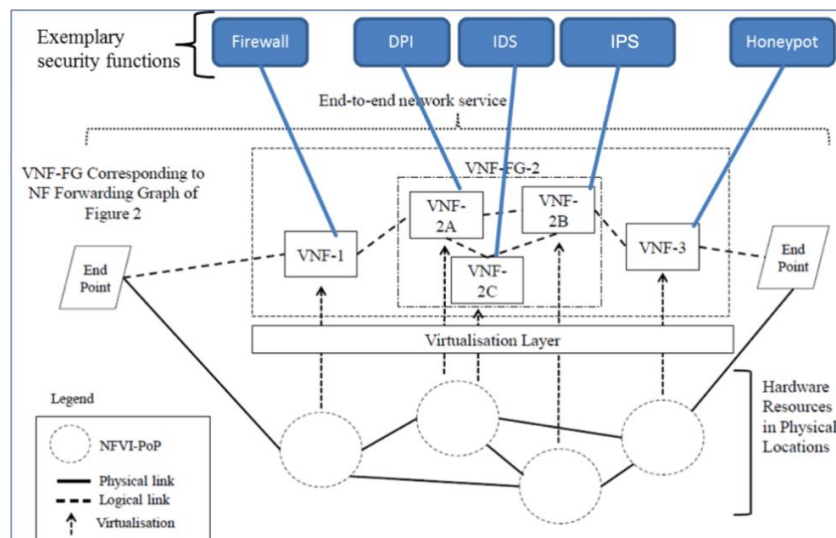 Exemplary
security functions
Firewall
DPI
IDS
IPS
Honeypot
End-to-end network service
VNF-FG Corresponding to
NF Forwarding Graph of
Figure 2
VNF-FG-2
VNF-
2A
VNF-
2B
VNF-1
VNF-
2C
VNF-3
End
Point
End
Point
Virtualisation Layer
Hardware
Resources
in Physical
Locations
Legend
NFVI-PoP
Physical link
Logical link
Virtualisation